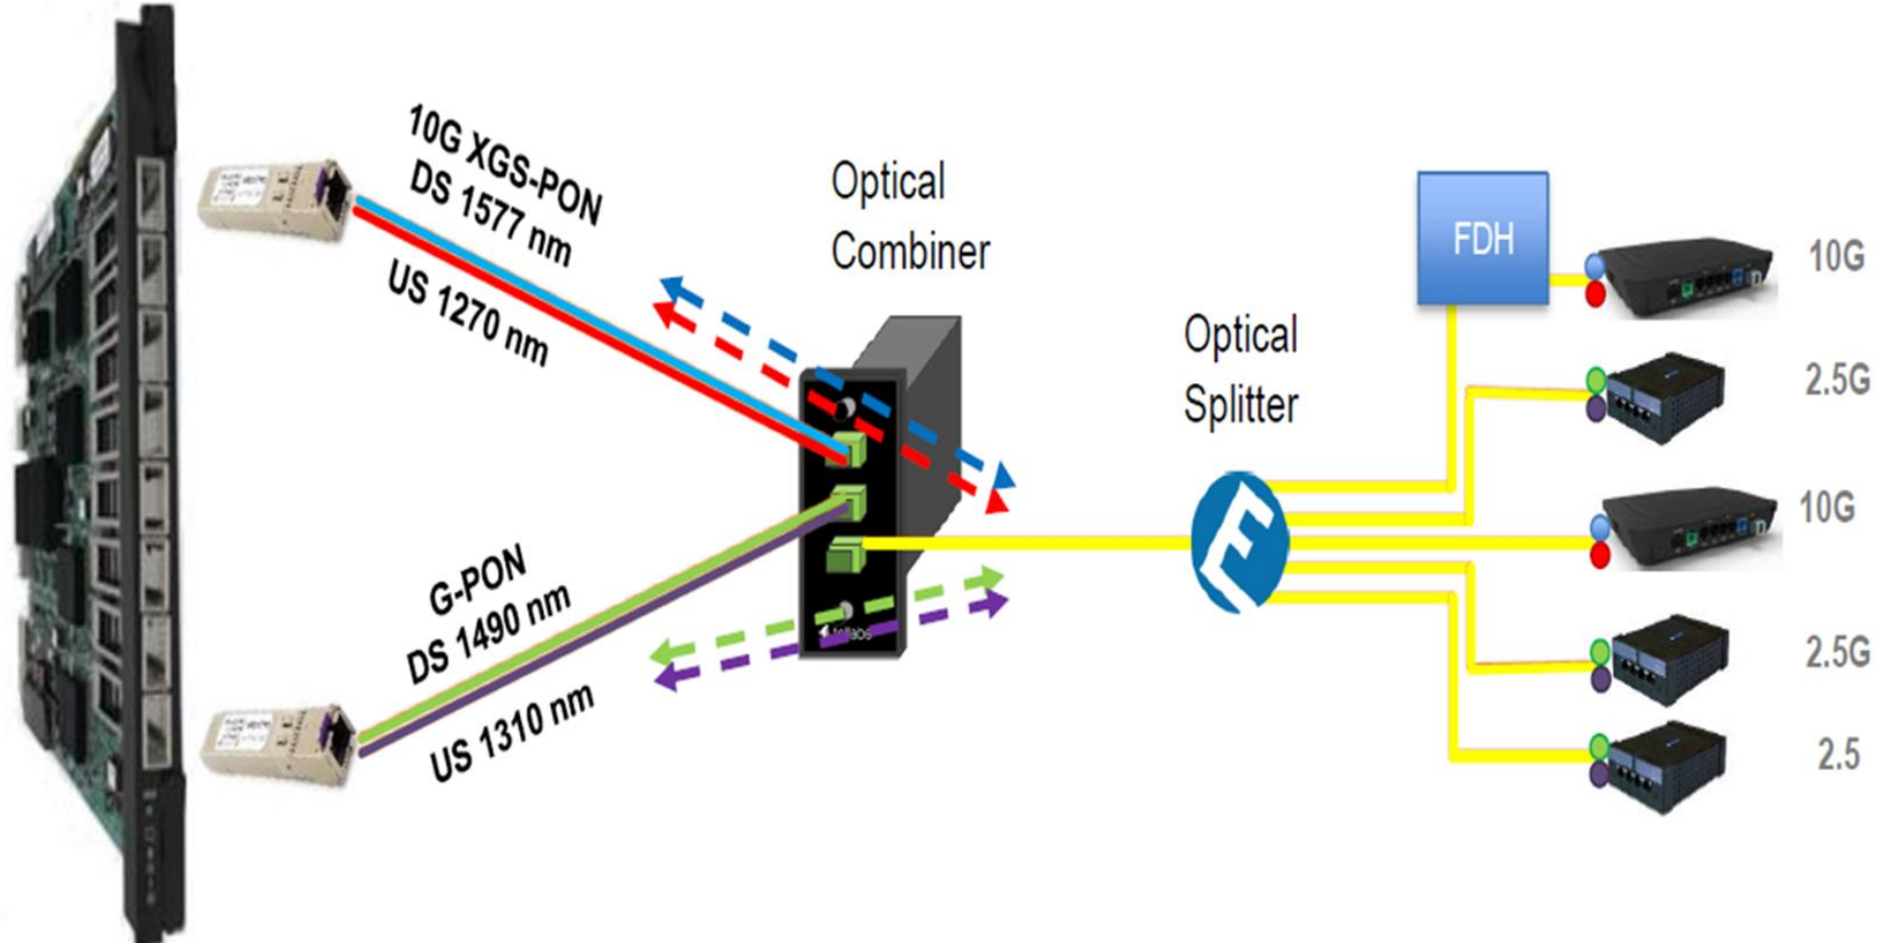 10G XGS-PON
DS 1577 nm
US 1270 nm
Optical
Combiner
G-PON
DS 1490 nm
US 1310 nm
Optical
Splitter
FDH
10G
2.5G
10G
2.5G
2.5